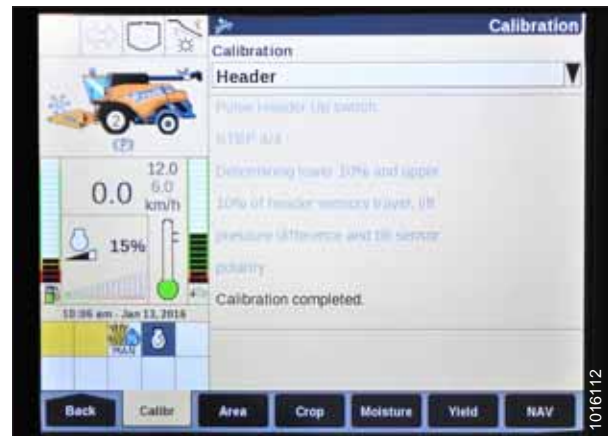 Calibration
Calibration
Header
Pulse Header Up switch
STEP 4/4
Determining lower 10% and upper
10% of header sensors travel, lift
pressure difference and tilt sensor
polarity
Calibration completed.
2
(P)
12.0
6.0
0.0
km/h
15%
10:06 am - Jan 13, 2016
MAN
Back
Calibr
Area
Crop
Moisture
Yield
NAV
1016112